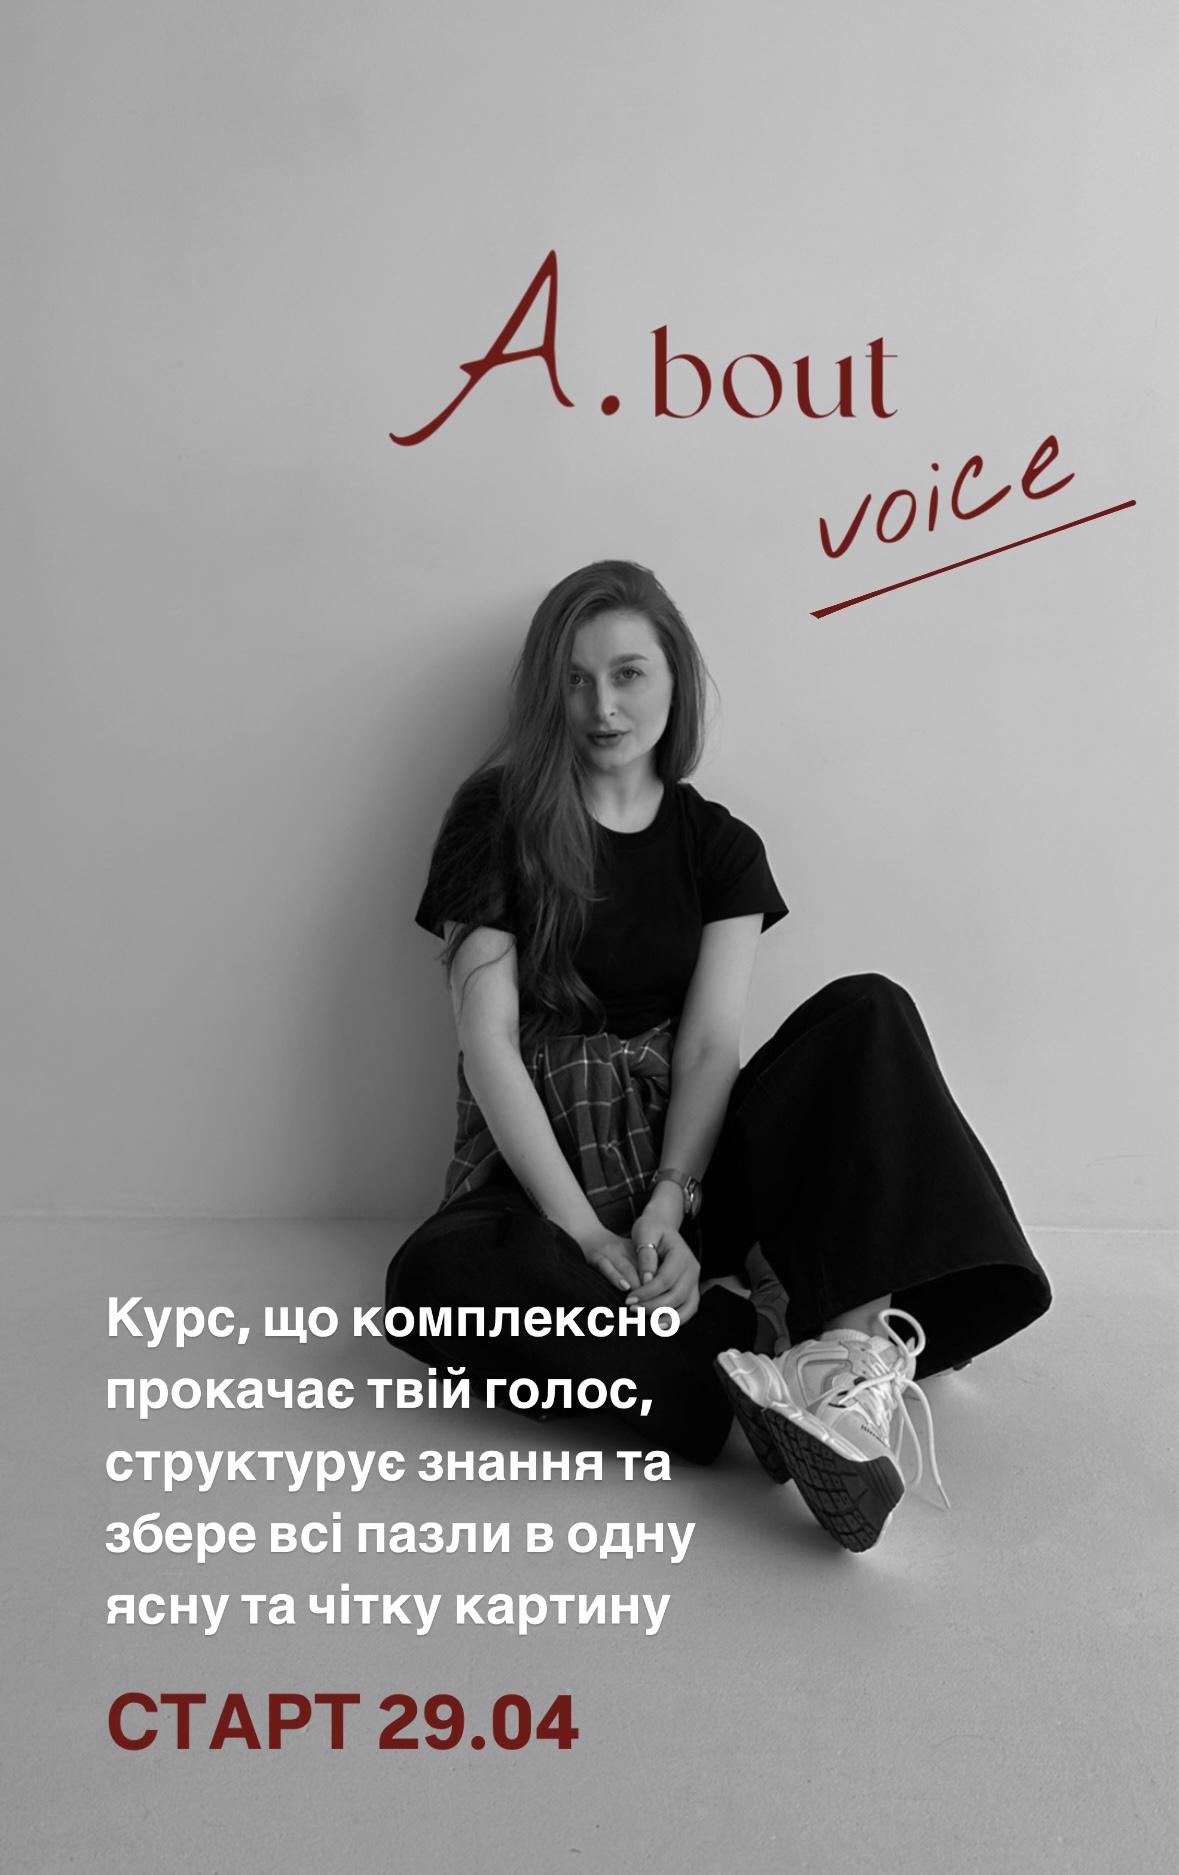 A.bout
voice
Курс, що комплексно
прокачає твій голос,
структурує знання та
збере всі пазли в одну
ясну та чітку картину
СТАРТ 29.04